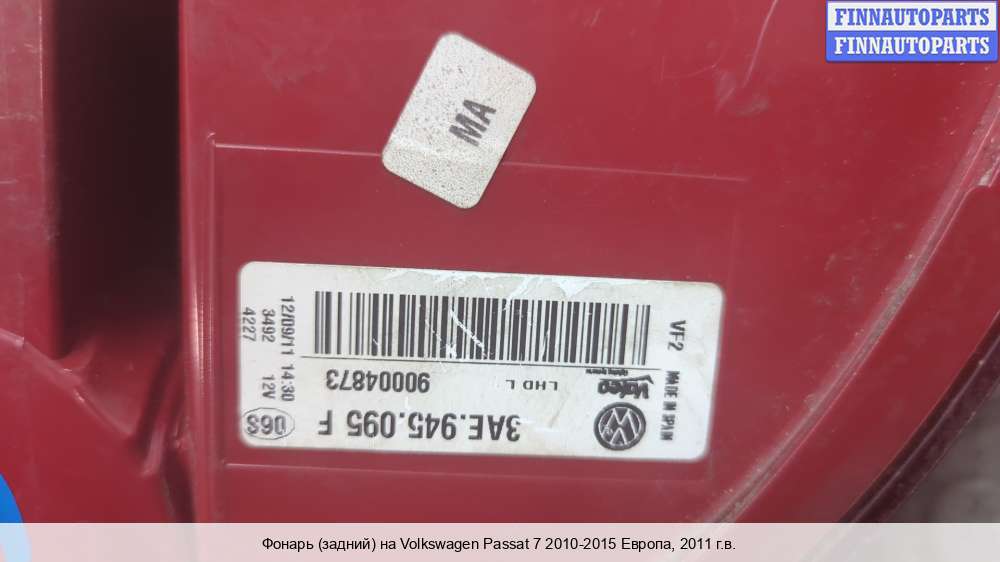 FINNAUTOPARTS
FINNAUTOPARTS
MA
3AE.945.095 F
90004873
LHD L
Valeo
VF2
MADE IN SPAIN
12/09/11 14:30
3492 12V
4227
06S
Фонарь (задний) на Volkswagen Passat 7 2010-2015 Европа, 2011 г.в.